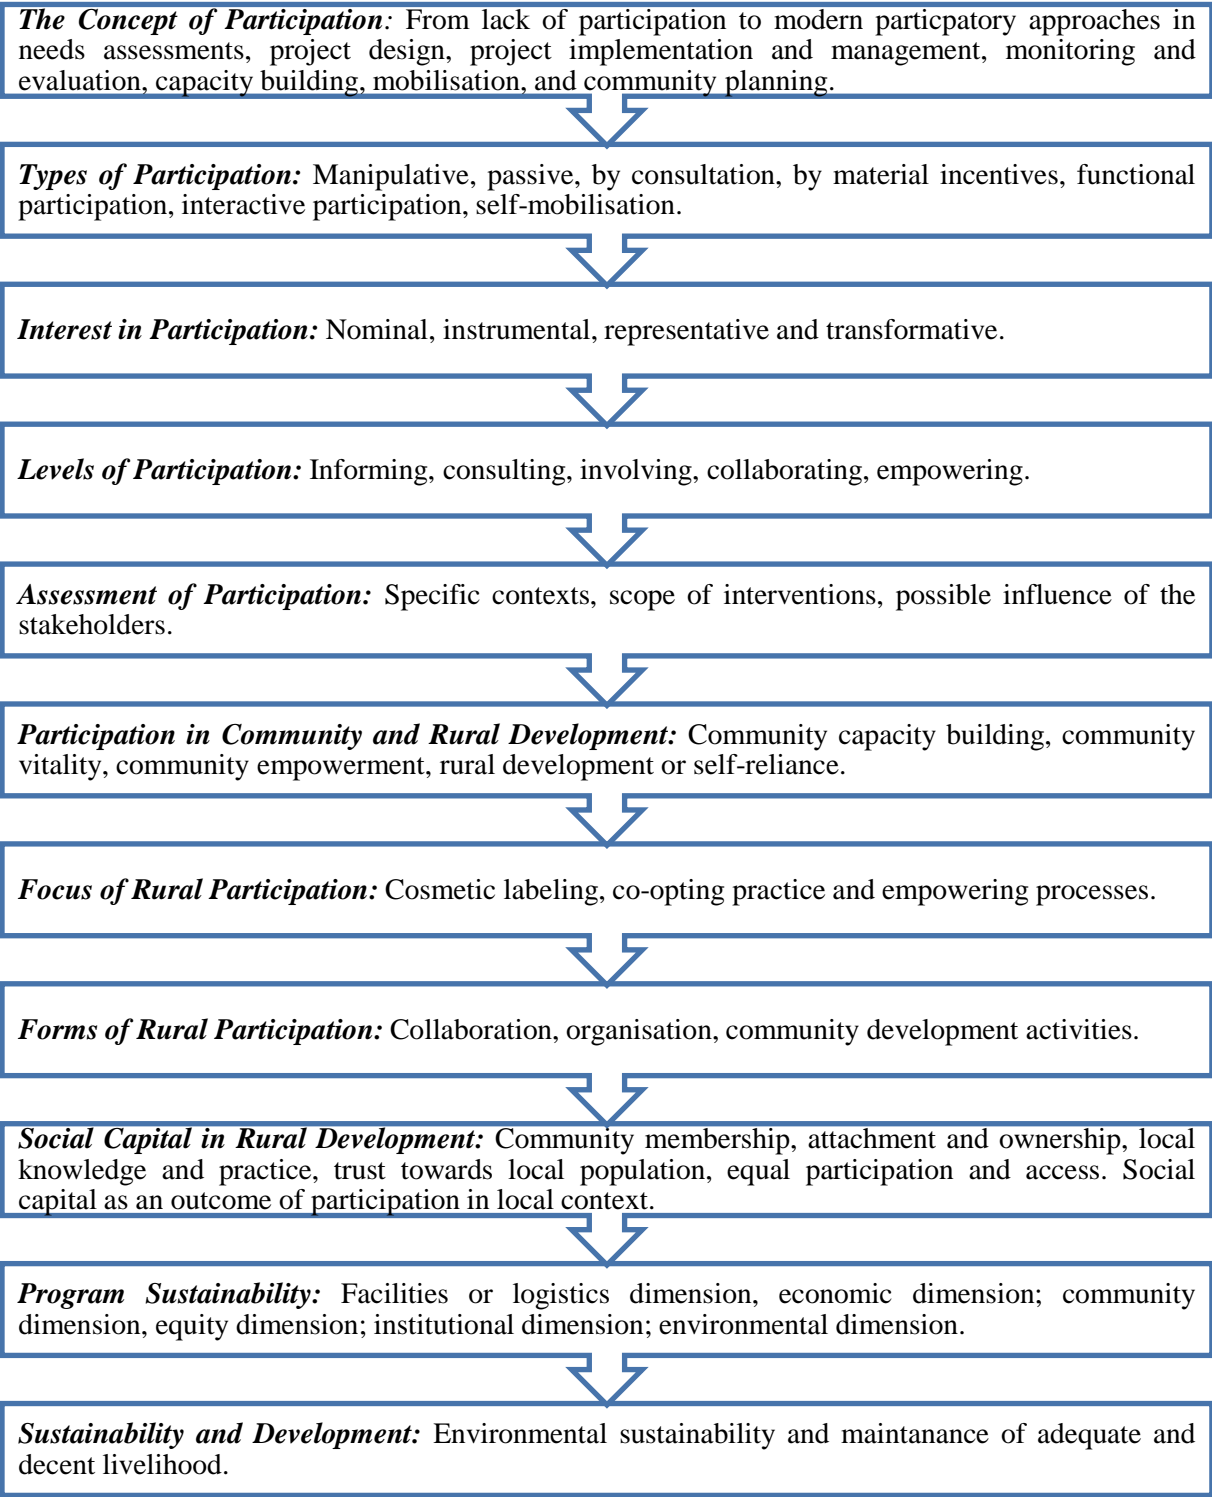 The Concept of Participation: From lack of participation to modern particpatory approaches in
needs assessments, project design, project implementation and management, monitoring and
evaluation, capacity building, mobilisation, and community planning.
Types of Participation: Manipulative, passive, by consultation, by material incentives, functional
participation, interactive participation, self-mobilisation.
Interest in Participation: Nominal, instrumental, representative and transformative.
Levels of Participation: Informing, consulting, involving, collaborating, empowering.
Assessment of Participation: Specific contexts, scope of interventions, possible influence of the
stakeholders.
Participation in Community and Rural Development: Community capacity building, community
vitality, community empowerment, rural development or self-reliance.
Focus of Rural Participation: Cosmetic labeling, co-opting practice and empowering processes.
Forms of Rural Participation: Collaboration, organisation, community development activities.
Social Capital in Rural Development: Community membership, attachment and ownership, local
knowledge and practice, trust towards local population, equal participation and access. Social
capital as an outcome of participation in local context.
Program Sustainability: Facilities or logistics dimension, economic dimension; community
dimension, equity dimension; institutional dimension; environmental dimension.
Sustainability and Development: Environmental sustainability and maintanance of adequate and
decent livelihood.